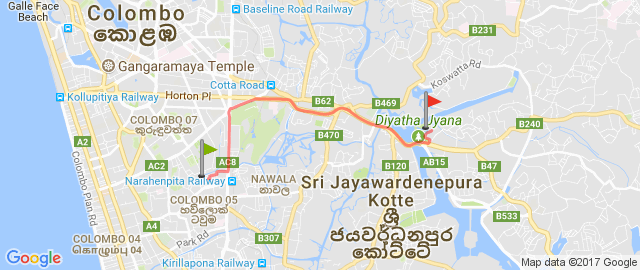 Galle Face
Beach
Colombo
කොළඹ
Baseline Road Railway
B231
Gangaramaya Temple
Cotta Road
Koswatta Rd
Kollupitiya Railway
Horton Pl
B62
B469
COLOMBO 07
කුරුඳුවත්ත
Diyatha Uyana
B240
A2
B470
AC2
AC8
NAWALA
නාවල
B120
AB15
B47
Narahenpita Railway
Colombo Plan Rd
COLOMBO 05
හව්ලොක්
ටවුම
Sri Jayawardenepura
Kotte
ශ්‍රී
ජයවර්ධනපුර
කෝට්ටේ
B533
Park Rd
COLOMBO 04
කොළඹ 04
B307
Kirillapona Railway
Google
Map data ©2017 Google